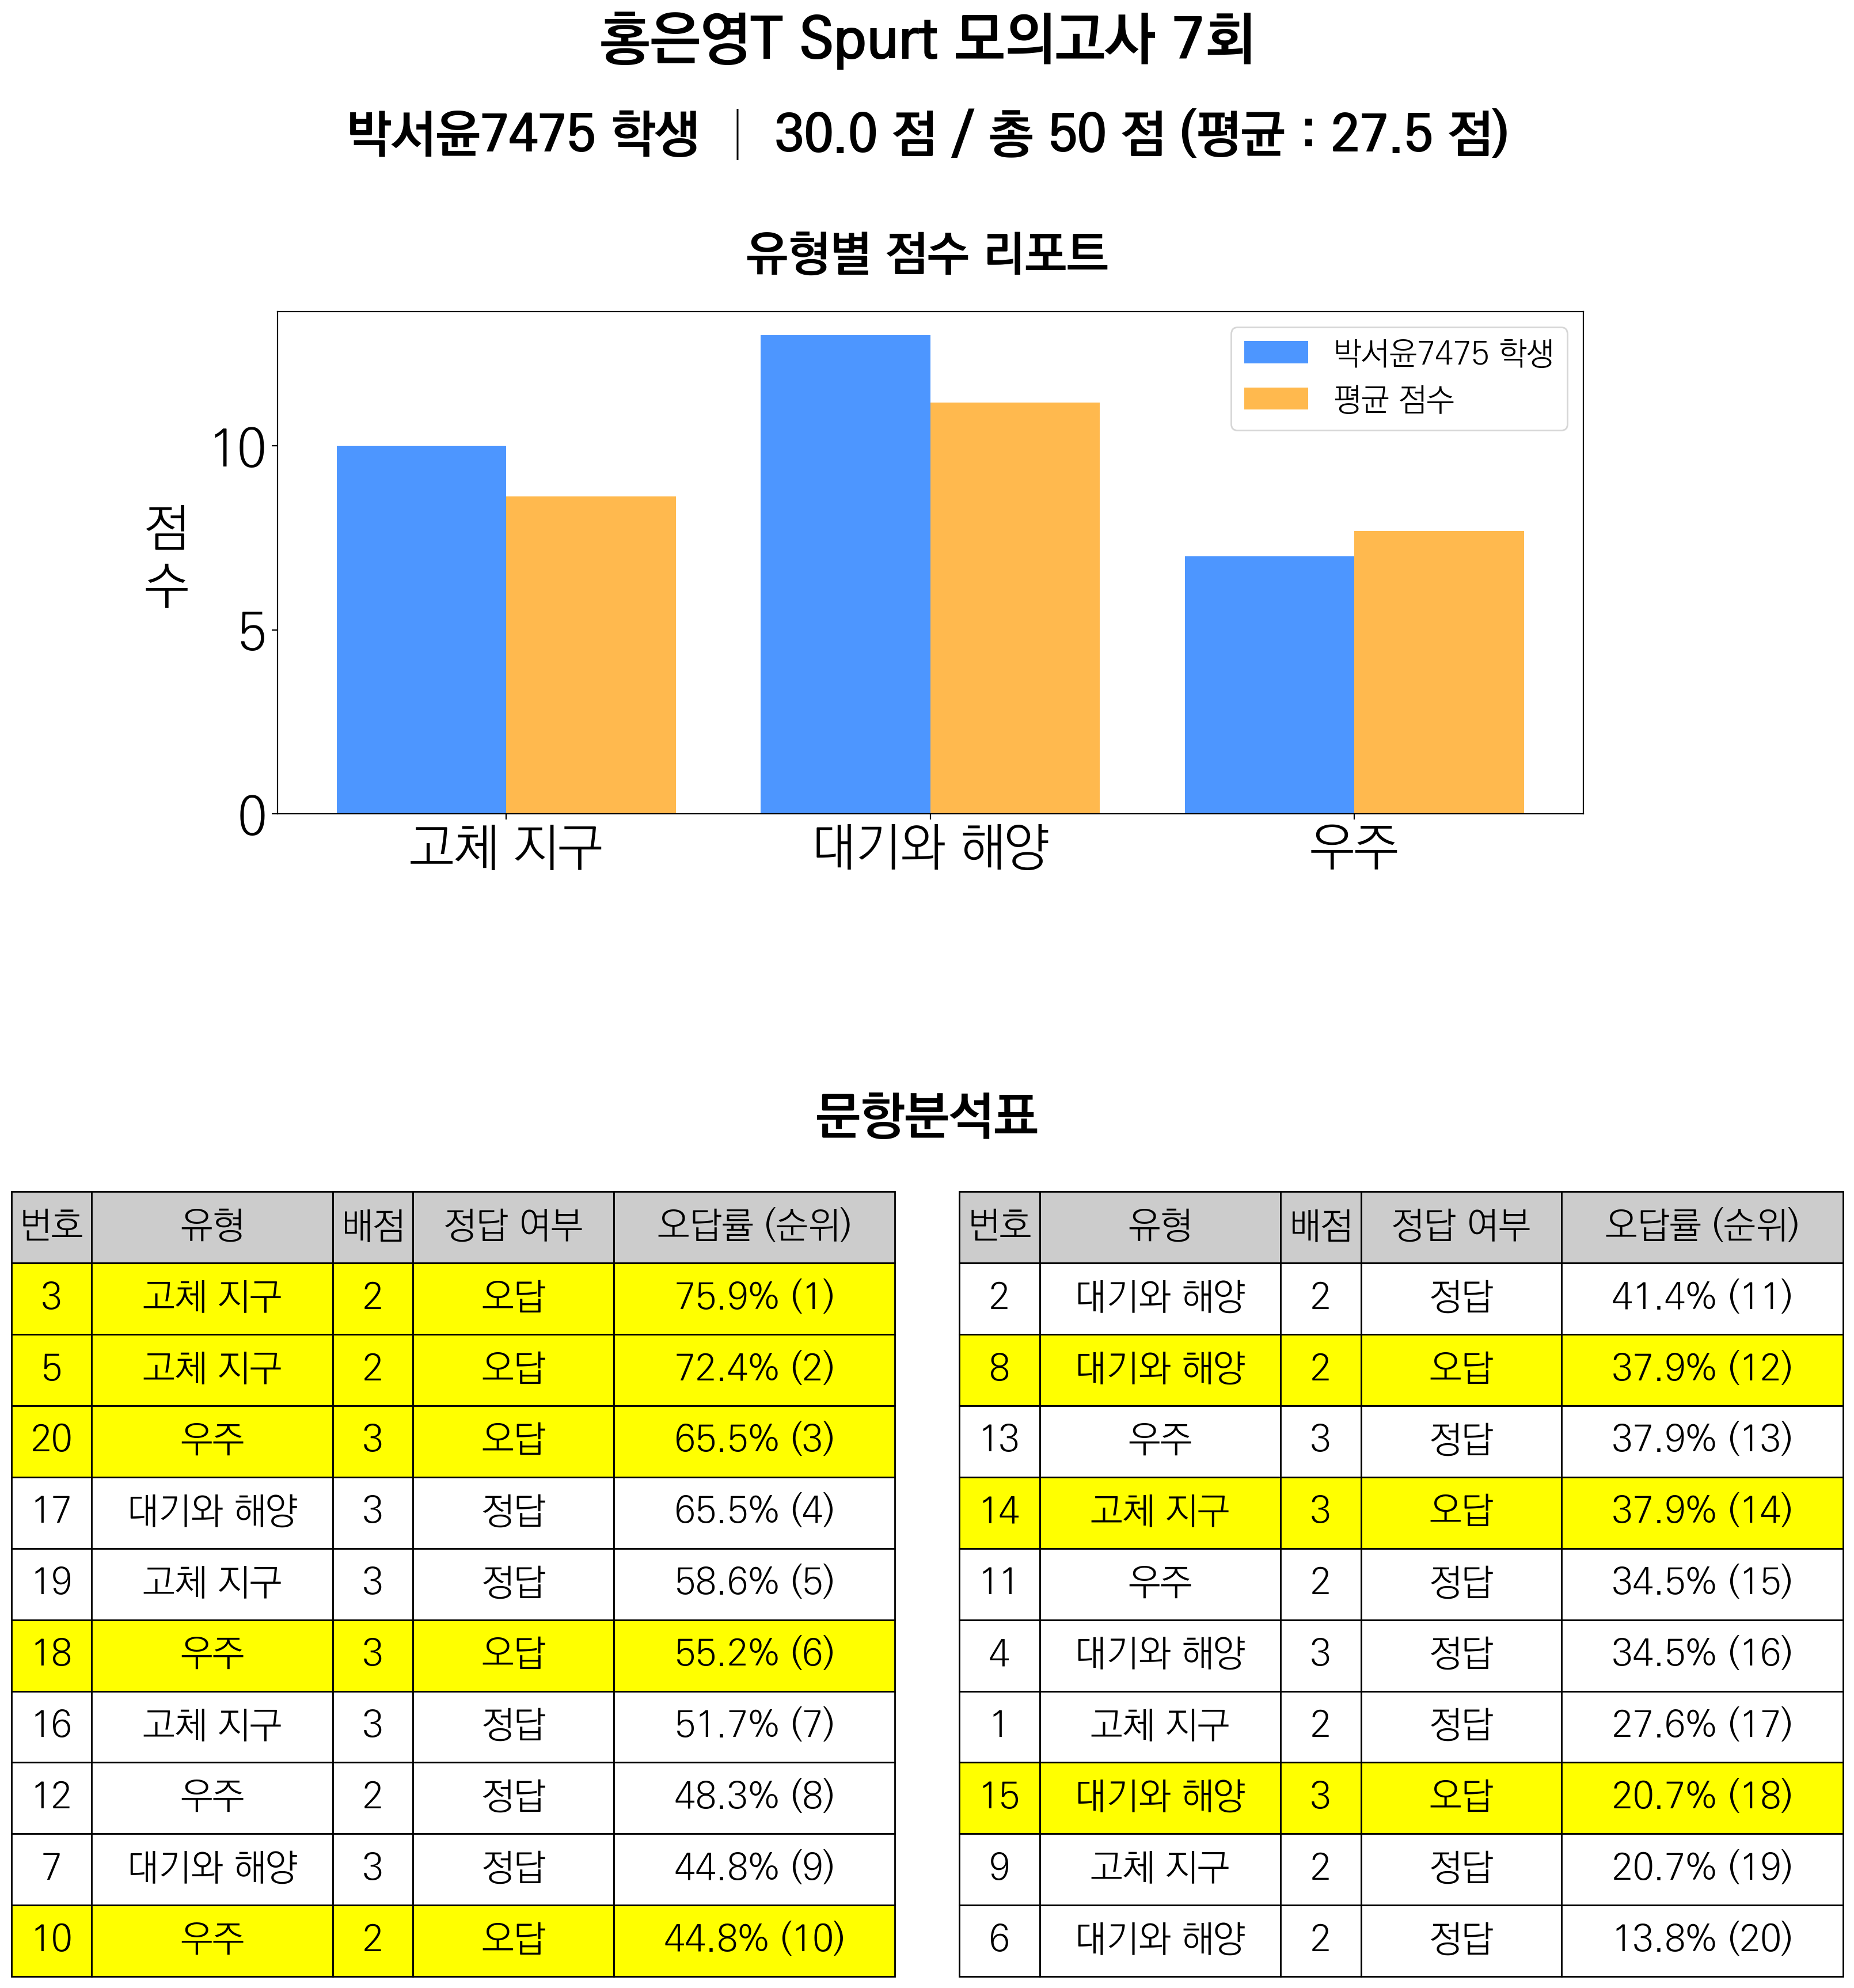 홍은영T Spurt 모의고사 7회
박서윤7475 학생 | 30.0 점 / 총 50 점 (평균 : 27.5 점)
유형별 점수 리포트
박서윤7475 학생
평균 점수
점수
10
5
0
고체 지구 대기와 해양 우주
문항분석표
번호 유형 배점 정답 여부 오답률 (순위)
3 고체 지구 2 오답 75.9% (1)
5 고체 지구 2 오답 72.4% (2)
20 우주 3 오답 65.5% (3)
17 대기와 해양 3 정답 65.5% (4)
19 고체 지구 3 정답 58.6% (5)
18 우주 3 오답 55.2% (6)
16 고체 지구 3 정답 51.7% (7)
12 우주 2 정답 48.3% (8)
7 대기와 해양 3 정답 44.8% (9)
10 우주 2 오답 44.8% (10)
번호 유형 배점 정답 여부 오답률 (순위)
2 대기와 해양 2 정답 41.4% (11)
8 대기와 해양 2 오답 37.9% (12)
13 우주 3 정답 37.9% (13)
14 고체 지구 3 오답 37.9% (14)
11 우주 2 정답 34.5% (15)
4 대기와 해양 3 정답 34.5% (16)
1 고체 지구 2 정답 27.6% (17)
15 대기와 해양 3 오답 20.7% (18)
9 고체 지구 2 정답 20.7% (19)
6 대기와 해양 2 정답 13.8% (20)